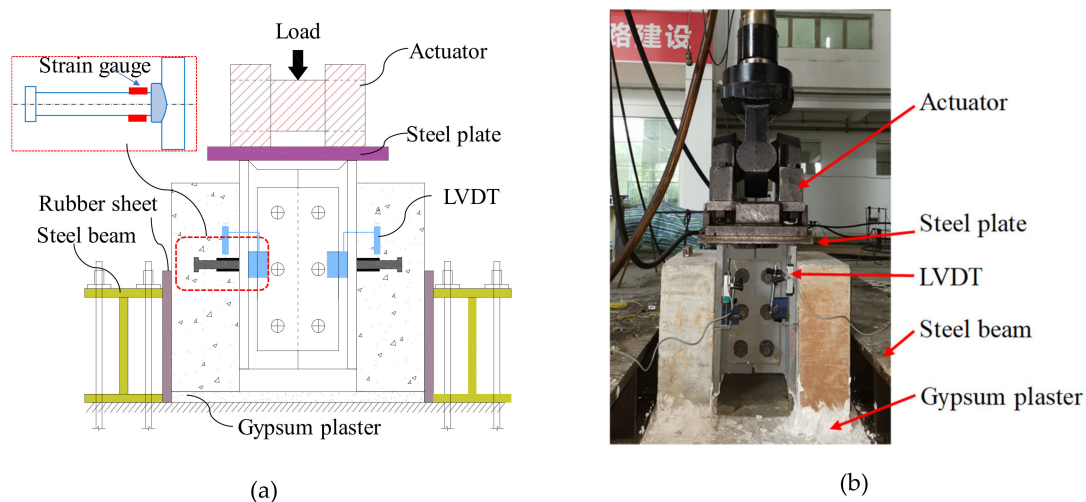 Load
Actuator
Strain gauge
Steel plate
LVDT
Rubber sheet
Steel beam
Gypsum plaster
(a)
路建设
Actuator
Steel plate
LVDT
Steel beam
Gypsum plaster
(b)